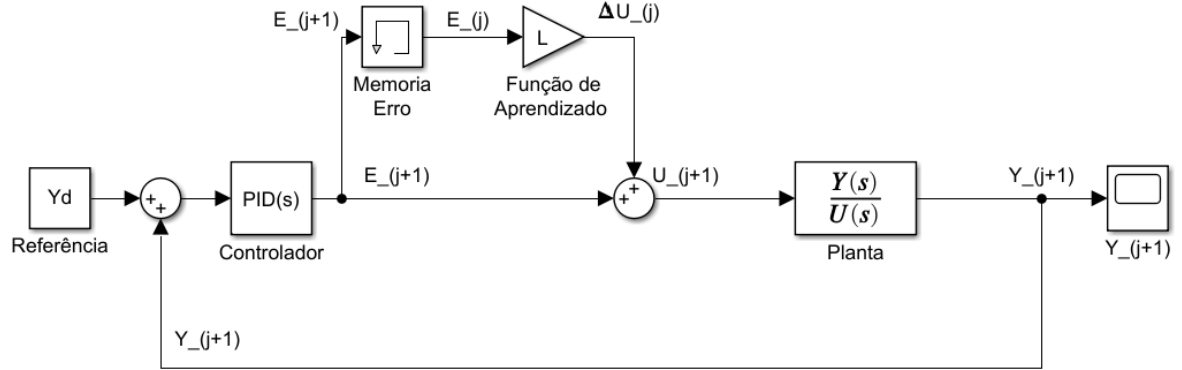 E_(j+1)
E_(j)
ΔU_(j)
L
Memoria
Erro
Função de
Aprendizado
Yd
Referência
+
+
PID(s)
Controlador
E_(j+1)
+
+
U_(j+1)
Y(s)
U(s)
Planta
Y_(j+1)
Y_(j+1)
Y_(j+1)